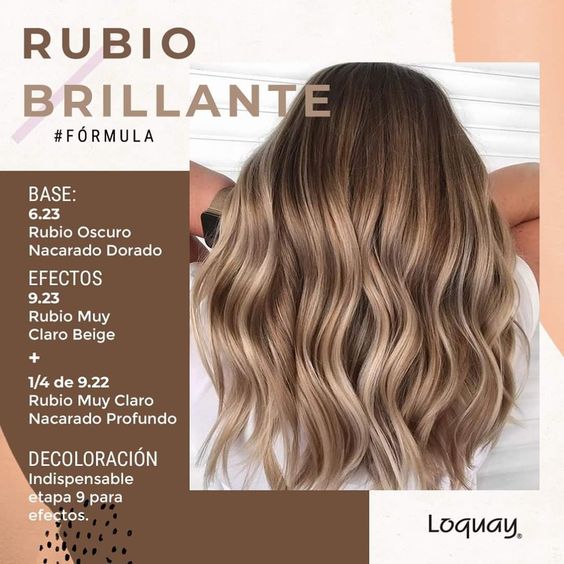 RUBIO
BRILLANTE
#FÓRMULA
BASE:
6.23
Rubio Oscuro
Nacarado Dorado
EFECTOS
9.23
Rubio Muy
Claro Beige
+
1/4 de 9.22
Rubio Muy Claro
Nacarado Profundo
DECOLORACIÓN
Indispensable
etapa 9 para
efectos.
Loquay®